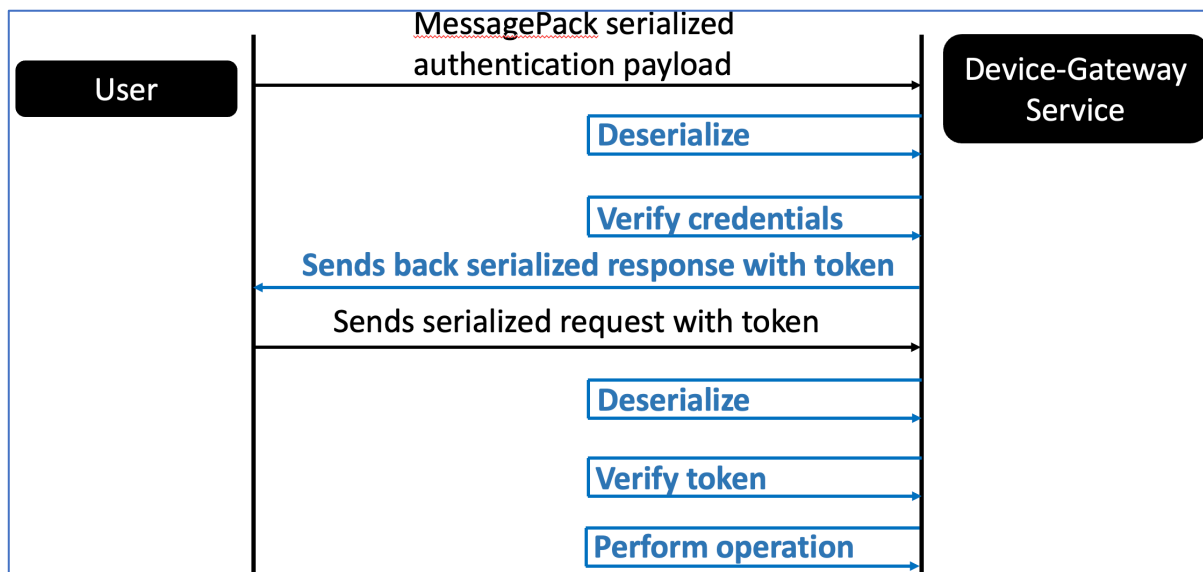 MessagePack serialized
authentication payload
User
Device-Gateway
Service
Deserialize
Verify credentials
Sends back serialized response with token
Sends serialized request with token
Deserialize
Verify token
Perform operation